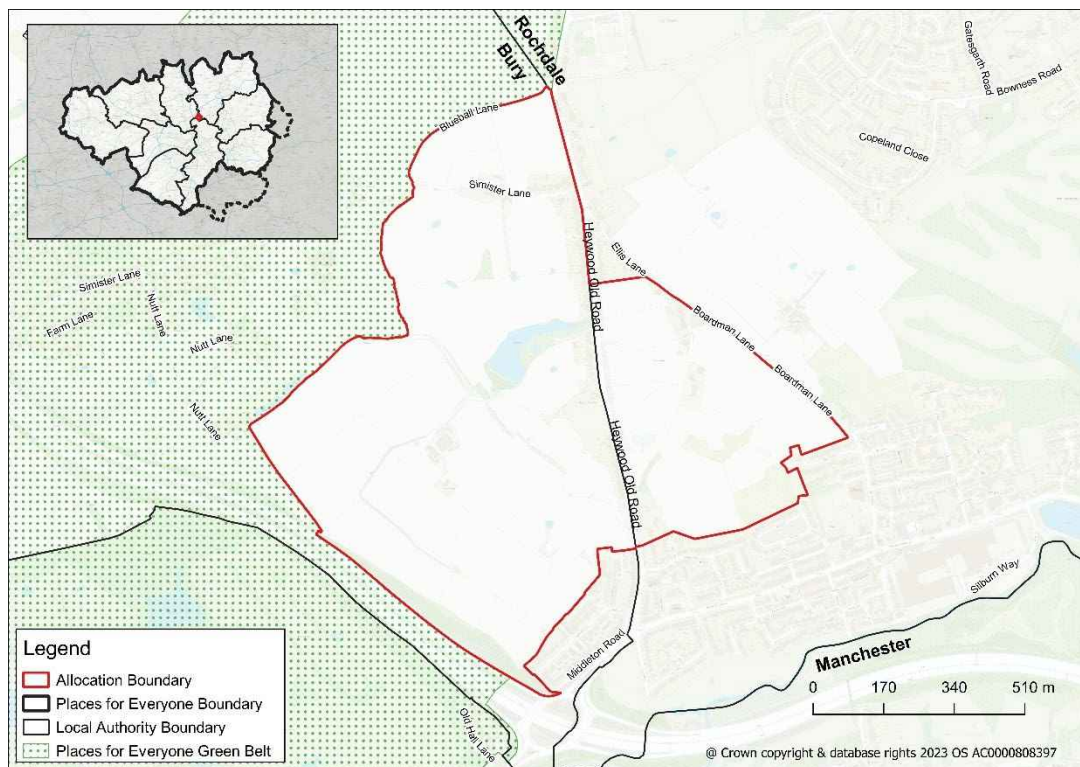 Rochdale
Bury
Gatesgarth Road
Bowness Road
Copeland Close
Blueball Lane
Simister Lane
Heywood Old Road
Ellis Lane
Simister Lane
Nutt Lane
Farm Lane
Nutt Lane
Boardman Lane
Boardman Lane
Nutt Lane
Heywood Old Road
Silburn Way
Middleton Road
Manchester
Old Hall Lane
Legend
Allocation Boundary
Places for Everyone Boundary
Local Authority Boundary
Places for Everyone Green Belt
0 170 340 510 m
@ Crown copyright & database rights 2023 OS AC0000808397